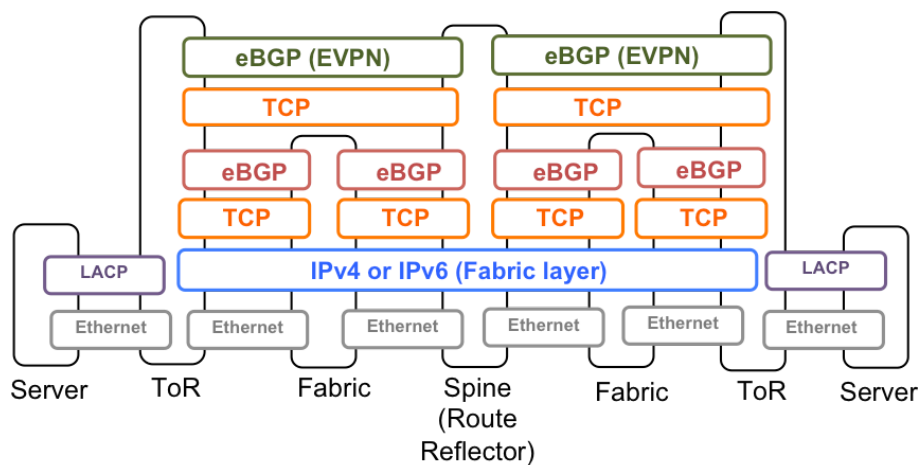 eBGP (EVPN)
eBGP (EVPN)
TCP
TCP
eBGP
eBGP
eBGP
eBGP
TCP
TCP
TCP
TCP
LACP
IPv4 or IPv6 (Fabric layer)
LACP
Ethernet
Ethernet
Ethernet
Ethernet
Ethernet
Ethernet
Server
ToR
Fabric
Spine
(Route
Reflector)
Fabric
ToR
Server